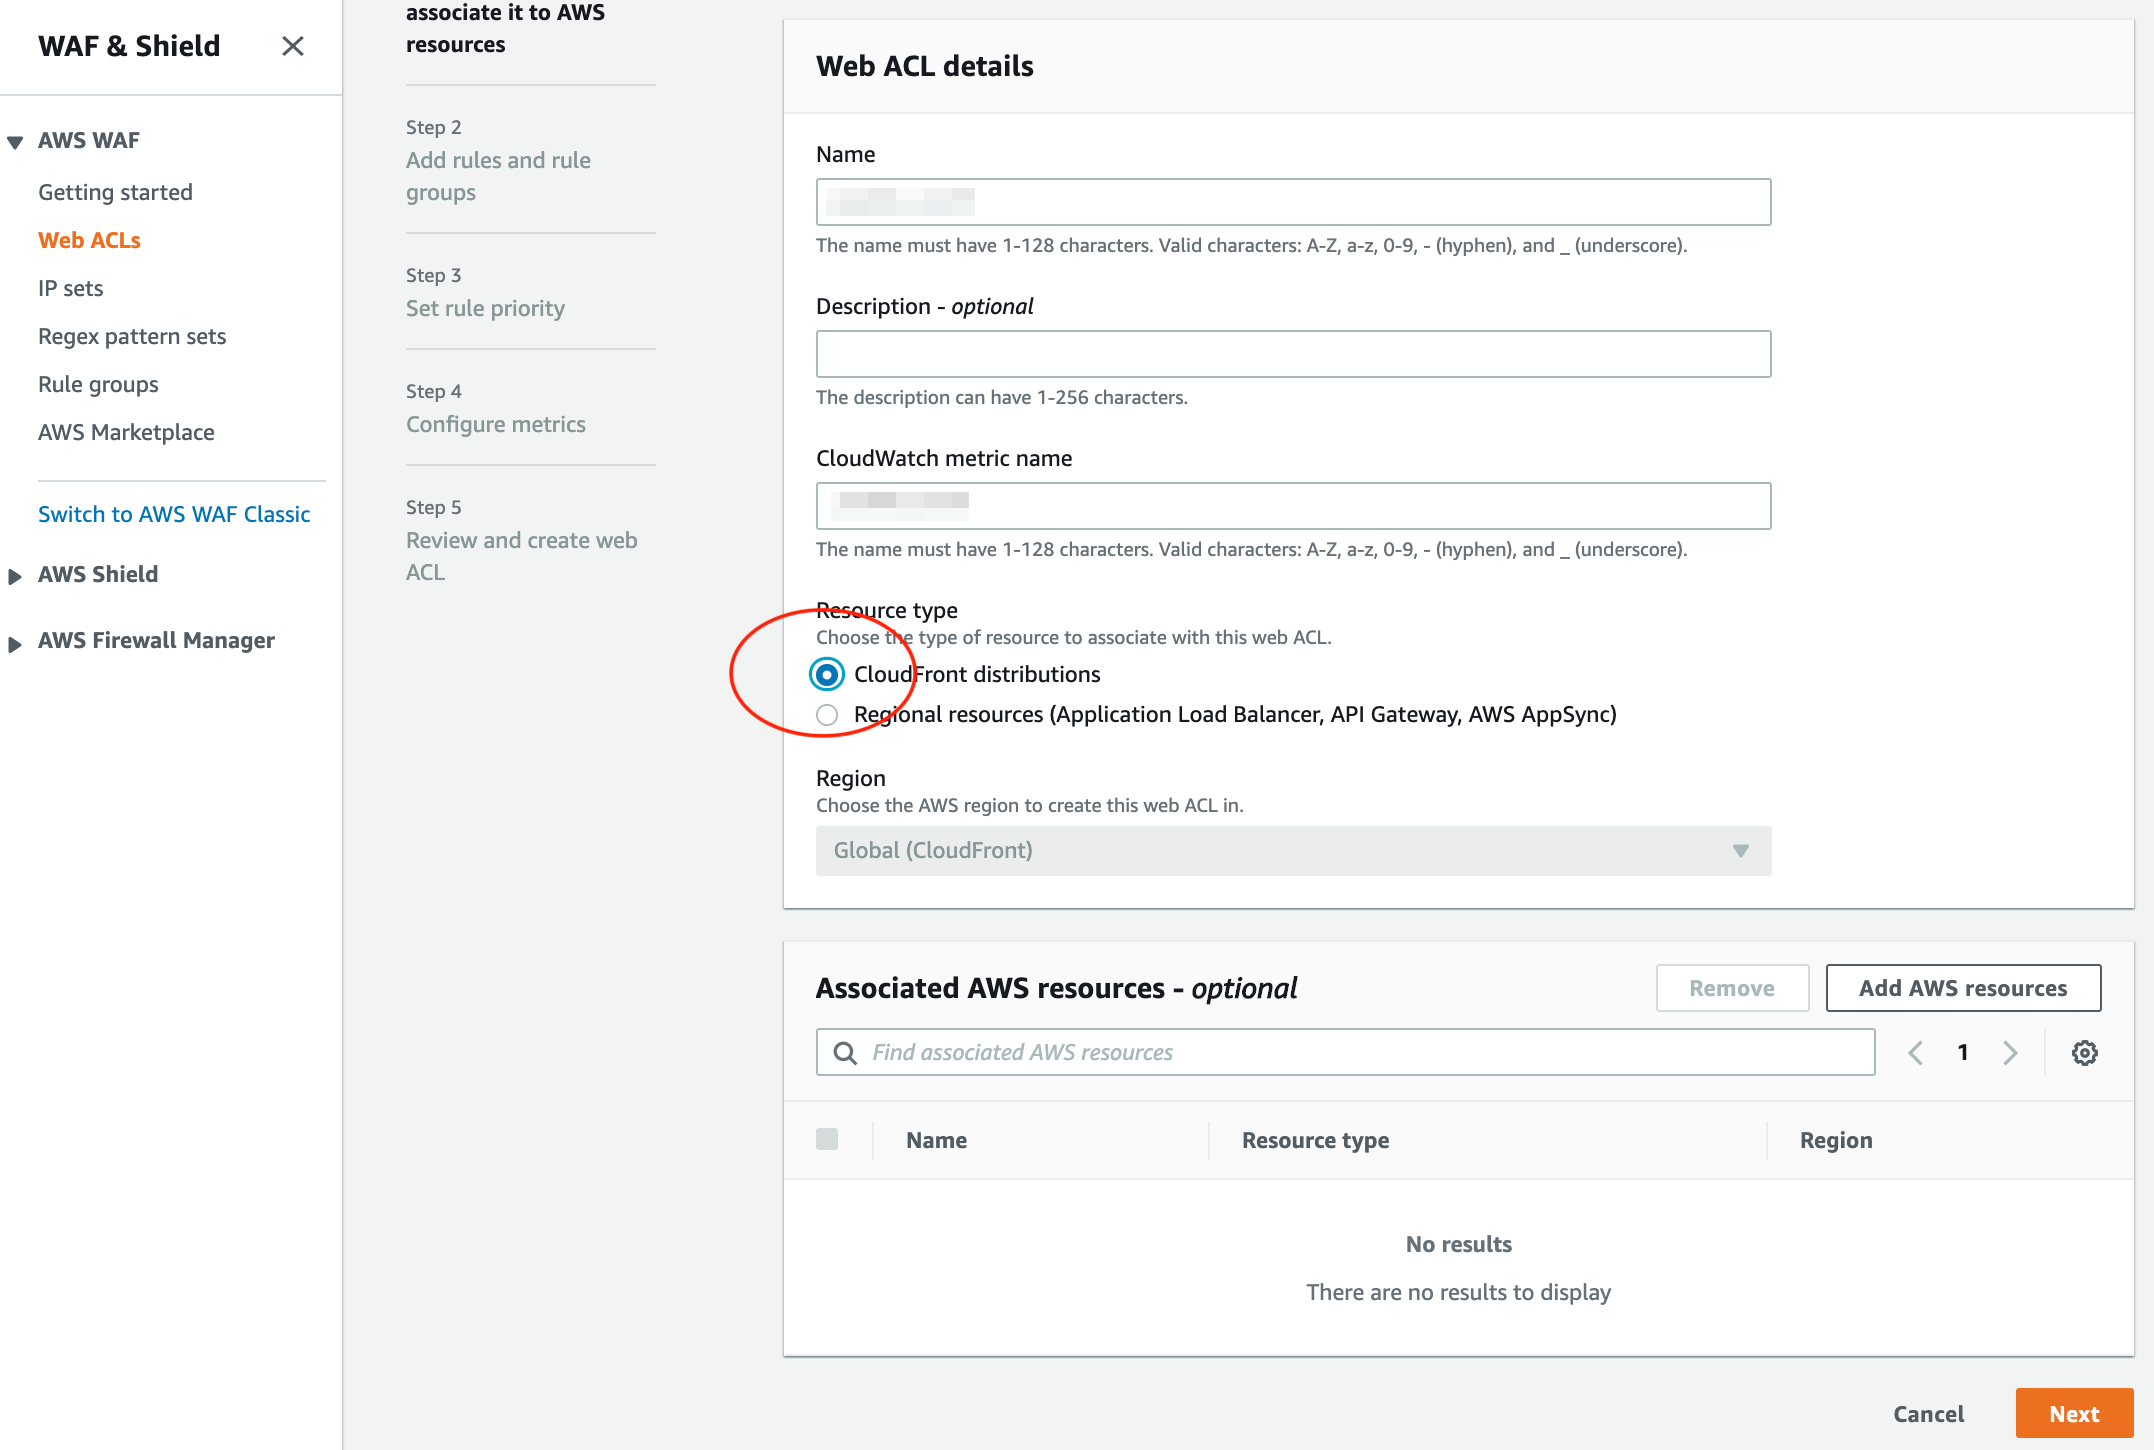 WAF & Shield
AWS WAF
Getting started
Web ACLs
IP sets
Regex pattern sets
Rule groups
AWS Marketplace
Switch to AWS WAF Classic
AWS Shield
AWS Firewall Manager
associate it to AWS
resources
Step 2
Add rules and rule
groups
Step 3
Set rule priority
Step 4
Configure metrics
Step 5
Review and create web
ACL
Web ACL details
Name
The name must have 1-128 characters. Valid characters: A-Z, a-z, 0-9, - (hyphen), and _ (underscore).
Description - optional
The description can have 1-256 characters.
CloudWatch metric name
The name must have 1-128 characters. Valid characters: A-Z, a-z, 0-9, - (hyphen), and _ (underscore).
Resource type
Choose the type of resource to associate with this web ACL.
CloudFront distributions
Regional resources (Application Load Balancer, API Gateway, AWS AppSync)
Region
Choose the AWS region to create this web ACL in.
Global (CloudFront)
Associated AWS resources - optional
Remove
Add AWS resources
Find associated AWS resources
1
Name
Resource type
Region
No results
There are no results to display
Cancel
Next